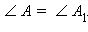 ∠ A = ∠ A₁.